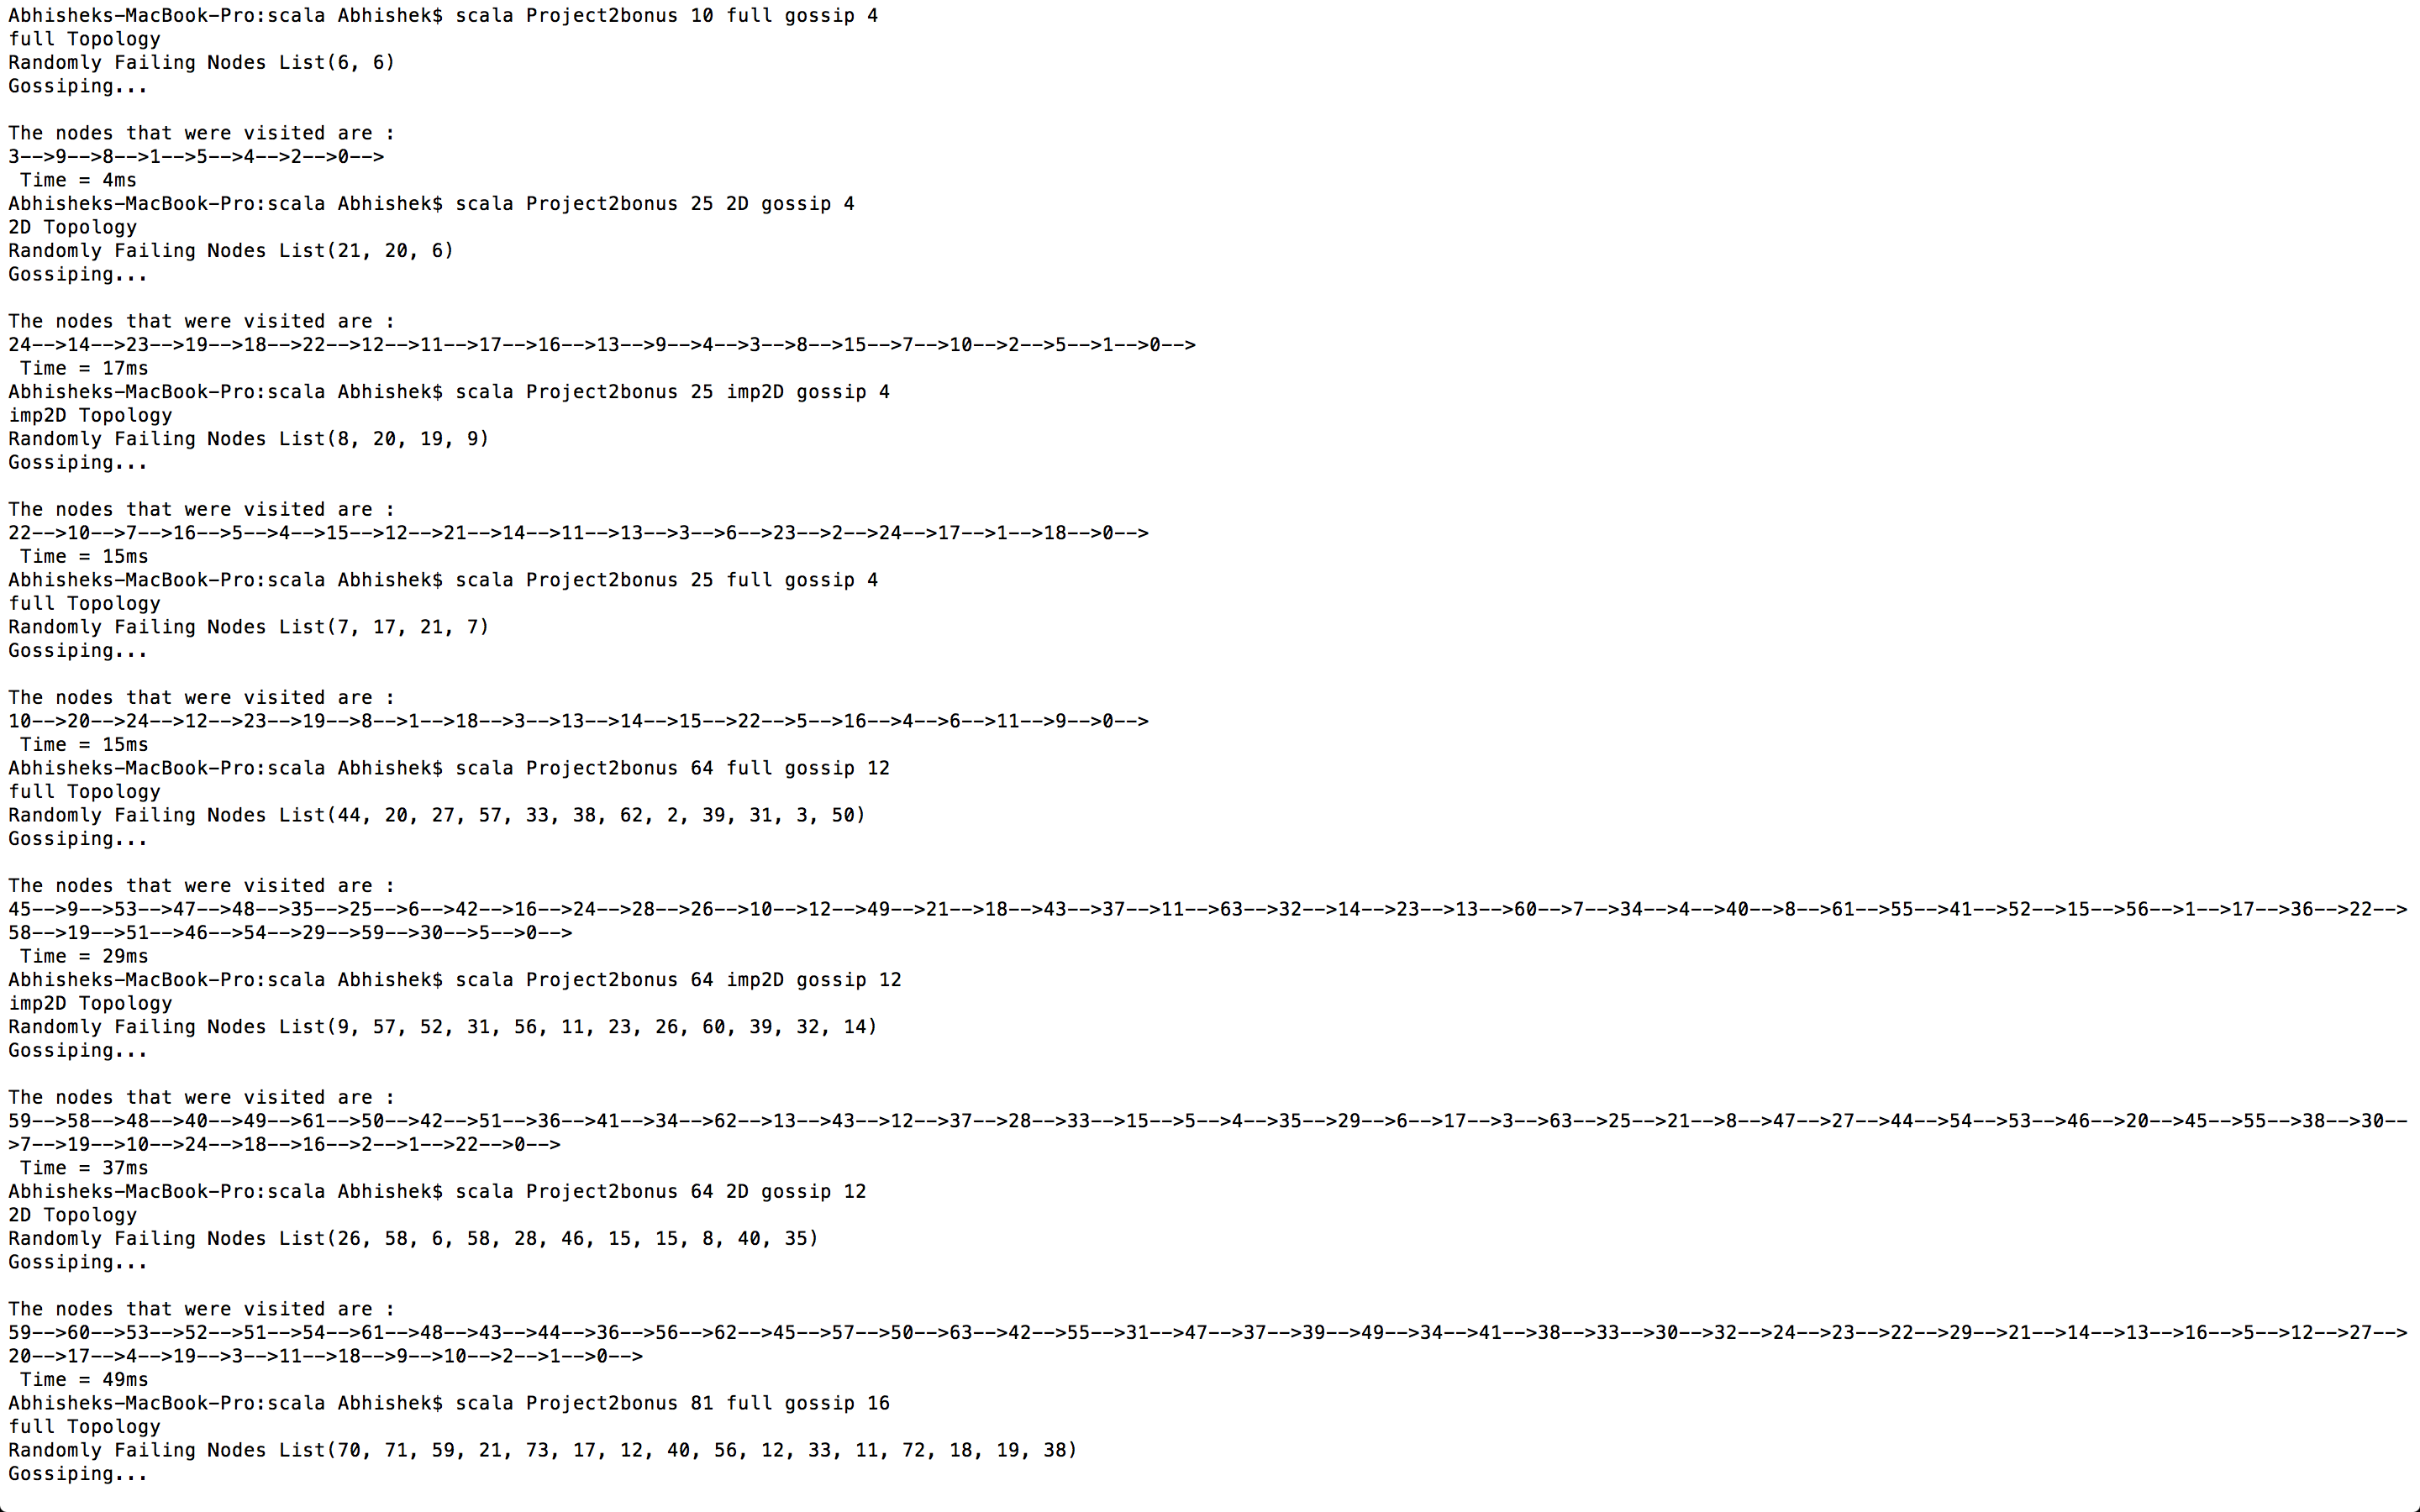 Abhisheks-MacBook-Pro:scala Abhishek$ scala Project2bonus 10 full gossip 4
full Topology
Randomly Failing Nodes List(6, 6)
Gossiping...
The nodes that were visited are :
3-->9-->8-->1-->5-->4-->2-->0-->
Time = 4ms
Abhisheks-MacBook-Pro:scala Abhishek$ scala Project2bonus 25 2D gossip 4
2D Topology
Randomly Failing Nodes List(21, 20, 6)
Gossiping...
The nodes that were visited are :
24-->14-->23-->19-->18-->22-->12-->11-->17-->16-->13-->9-->4-->3-->8-->15-->7-->10-->2-->5-->1-->0-->
Time = 17ms
Abhisheks-MacBook-Pro:scala Abhishek$ scala Project2bonus 25 imp2D gossip 4
imp2D Topology
Randomly Failing Nodes List(8, 20, 19, 9)
Gossiping...
The nodes that were visited are :
22-->10-->7-->16-->5-->4-->15-->12-->21-->14-->11-->13-->3-->6-->23-->2-->24-->17-->1-->18-->0-->
Time = 15ms
Abhisheks-MacBook-Pro:scala Abhishek$ scala Project2bonus 25 full gossip 4
full Topology
Randomly Failing Nodes List(7, 17, 21, 7)
Gossiping...
The nodes that were visited are :
10-->20-->24-->12-->23-->19-->8-->1-->18-->3-->13-->14-->15-->22-->5-->16-->4-->6-->11-->9-->0-->
Time = 15ms
Abhisheks-MacBook-Pro:scala Abhishek$ scala Project2bonus 64 full gossip 12
full Topology
Randomly Failing Nodes List(44, 20, 27, 57, 33, 38, 62, 2, 39, 31, 3, 50)
Gossiping...
The nodes that were visited are :
45-->9-->53-->47-->48-->35-->25-->6-->42-->16-->24-->28-->26-->10-->12-->49-->21-->18-->43-->37-->11-->63-->32-->14-->23-->13-->60-->7-->34-->4-->40-->8-->61-->55-->41-->52-->15-->56-->1-->17-->36-->22-->
58-->19-->51-->46-->54-->29-->59-->30-->5-->0-->
Time = 29ms
Abhisheks-MacBook-Pro:scala Abhishek$ scala Project2bonus 64 imp2D gossip 12
imp2D Topology
Randomly Failing Nodes List(9, 57, 52, 31, 56, 11, 23, 26, 60, 39, 32, 14)
Gossiping...
The nodes that were visited are :
59-->58-->48-->40-->49-->61-->50-->42-->51-->36-->41-->34-->62-->13-->43-->12-->37-->28-->33-->15-->5-->4-->35-->29-->6-->17-->3-->63-->25-->21-->8-->47-->27-->44-->54-->53-->46-->20-->45-->55-->38-->30--
>7-->19-->10-->24-->18-->16-->2-->1-->22-->0-->
Time = 37ms
Abhisheks-MacBook-Pro:scala Abhishek$ scala Project2bonus 64 2D gossip 12
2D Topology
Randomly Failing Nodes List(26, 58, 6, 58, 28, 46, 15, 15, 8, 40, 35)
Gossiping...
The nodes that were visited are :
59-->60-->53-->52-->51-->54-->61-->48-->43-->44-->36-->56-->62-->45-->57-->50-->63-->42-->55-->31-->47-->37-->39-->49-->34-->41-->38-->33-->30-->32-->24-->23-->22-->29-->21-->14-->13-->16-->5-->12-->27-->
20-->17-->4-->19-->3-->11-->18-->9-->10-->2-->1-->0-->
Time = 49ms
Abhisheks-MacBook-Pro:scala Abhishek$ scala Project2bonus 81 full gossip 16
full Topology
Randomly Failing Nodes List(70, 71, 59, 21, 73, 17, 12, 40, 56, 12, 33, 11, 72, 18, 19, 38)
Gossiping...